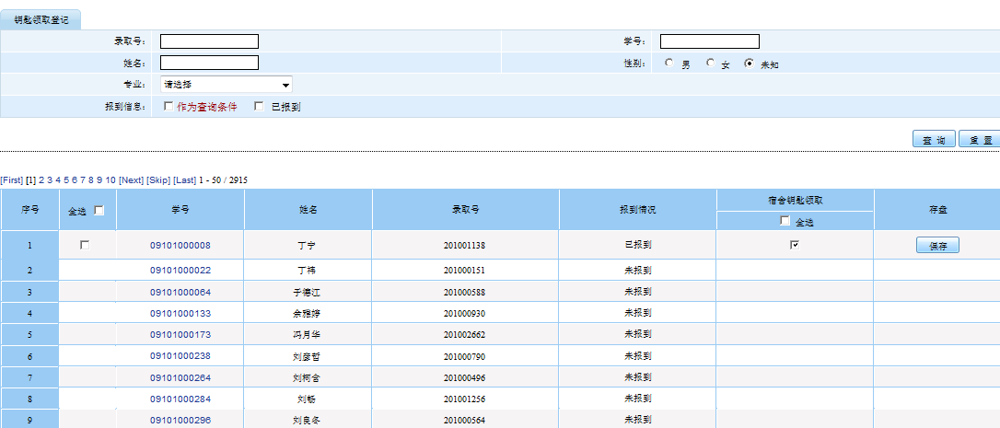 钥匙领取登记
录取号： 学号：
姓名： 性别： 男 女 未知
专业： 请选择
报到信息： 作为查询条件 已报到
查 询 重 置
[First] [1] 2 3 4 5 6 7 8 9 10 [Next] [Skip] [Last] 1 - 50 / 2915
序号 全选 学号 姓名 录取号 报到情况 宿舍钥匙领取 存盘
全选
1 09101000008 丁宁 201001138 已报到 保存
2 09101000022 丁祎 201000151 未报到
3 09101000064 于德江 201000588 未报到
4 09101000133 余雅婷 201000930 未报到
5 09101000173 冯月华 201002662 未报到
6 09101000238 刘彦哲 201000790 未报到
7 09101000264 刘柯含 201000496 未报到
8 09101000284 刘畅 201001256 未报到
9 09101000296 刘良冬 201000564 未报到